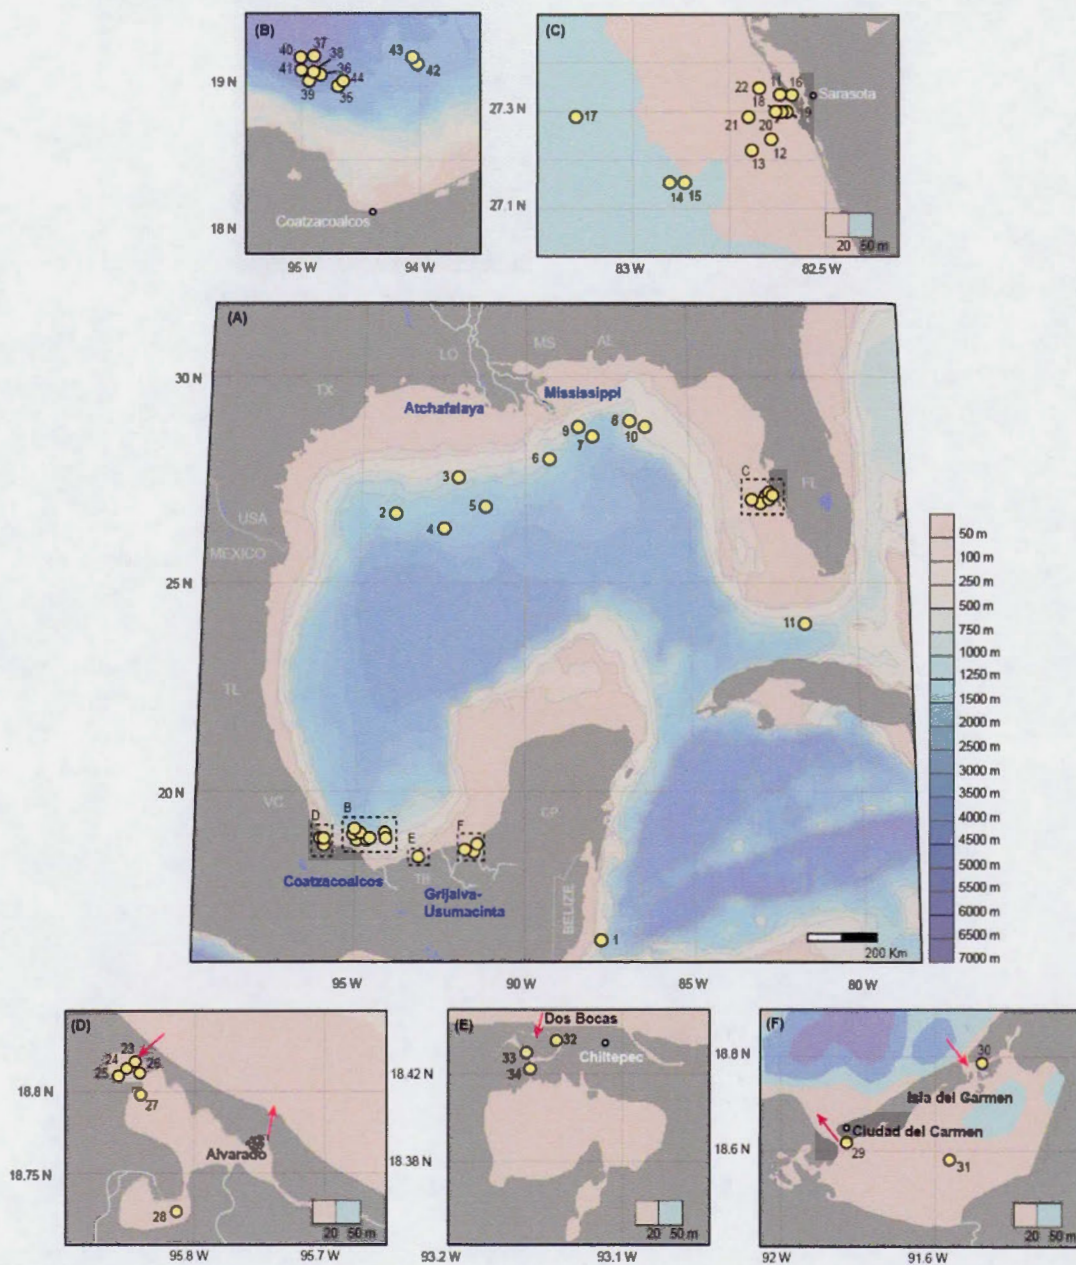 (B)
40
37
38
43
41
36
44
42
39
35
19 N
18 N
Coatzacoalcos
95 W
94 W
(C)
22
16
18
Sarasota
17
27.3 N
21
20
19
12
13
14
15
27.1 N
20 50 m
83 W
82.5 W
(A)
MS
AL
LO
TX
30 N
Atchafalaya
Mississippi
9
7
8
10
6
3
2
5
4
C
FL
USA
MEXICO
25 N
11
TL
20 N
VC
D
B
E
F
CP
TB
Coatzacoalcos
Grijalva-
Usumacinta
BELIZE
1
200 Km
95 W
90 W
85 W
80 W
50 m
100 m
250 m
500 m
750 m
1000 m
1250 m
1500 m
2000 m
2500 m
3000 m
3500 m
4000 m
4500 m
5000 m
5500 m
6000 m
6500 m
7000 m
(D)
23
24
26
25
27
18.8 N
Alvarado
18.75 N
28
20 50 m
95.8 W
95.7 W
(E)
Dos Bocas
32
33
Chiltepec
34
18.42 N
18.38 N
20 50 m
93.2 W
93.1 W
(F)
30
18.8 N
Isla del Carmen
Ciudad del Carmen
29
18.6 N
31
20 50 m
92 W
91.6 W